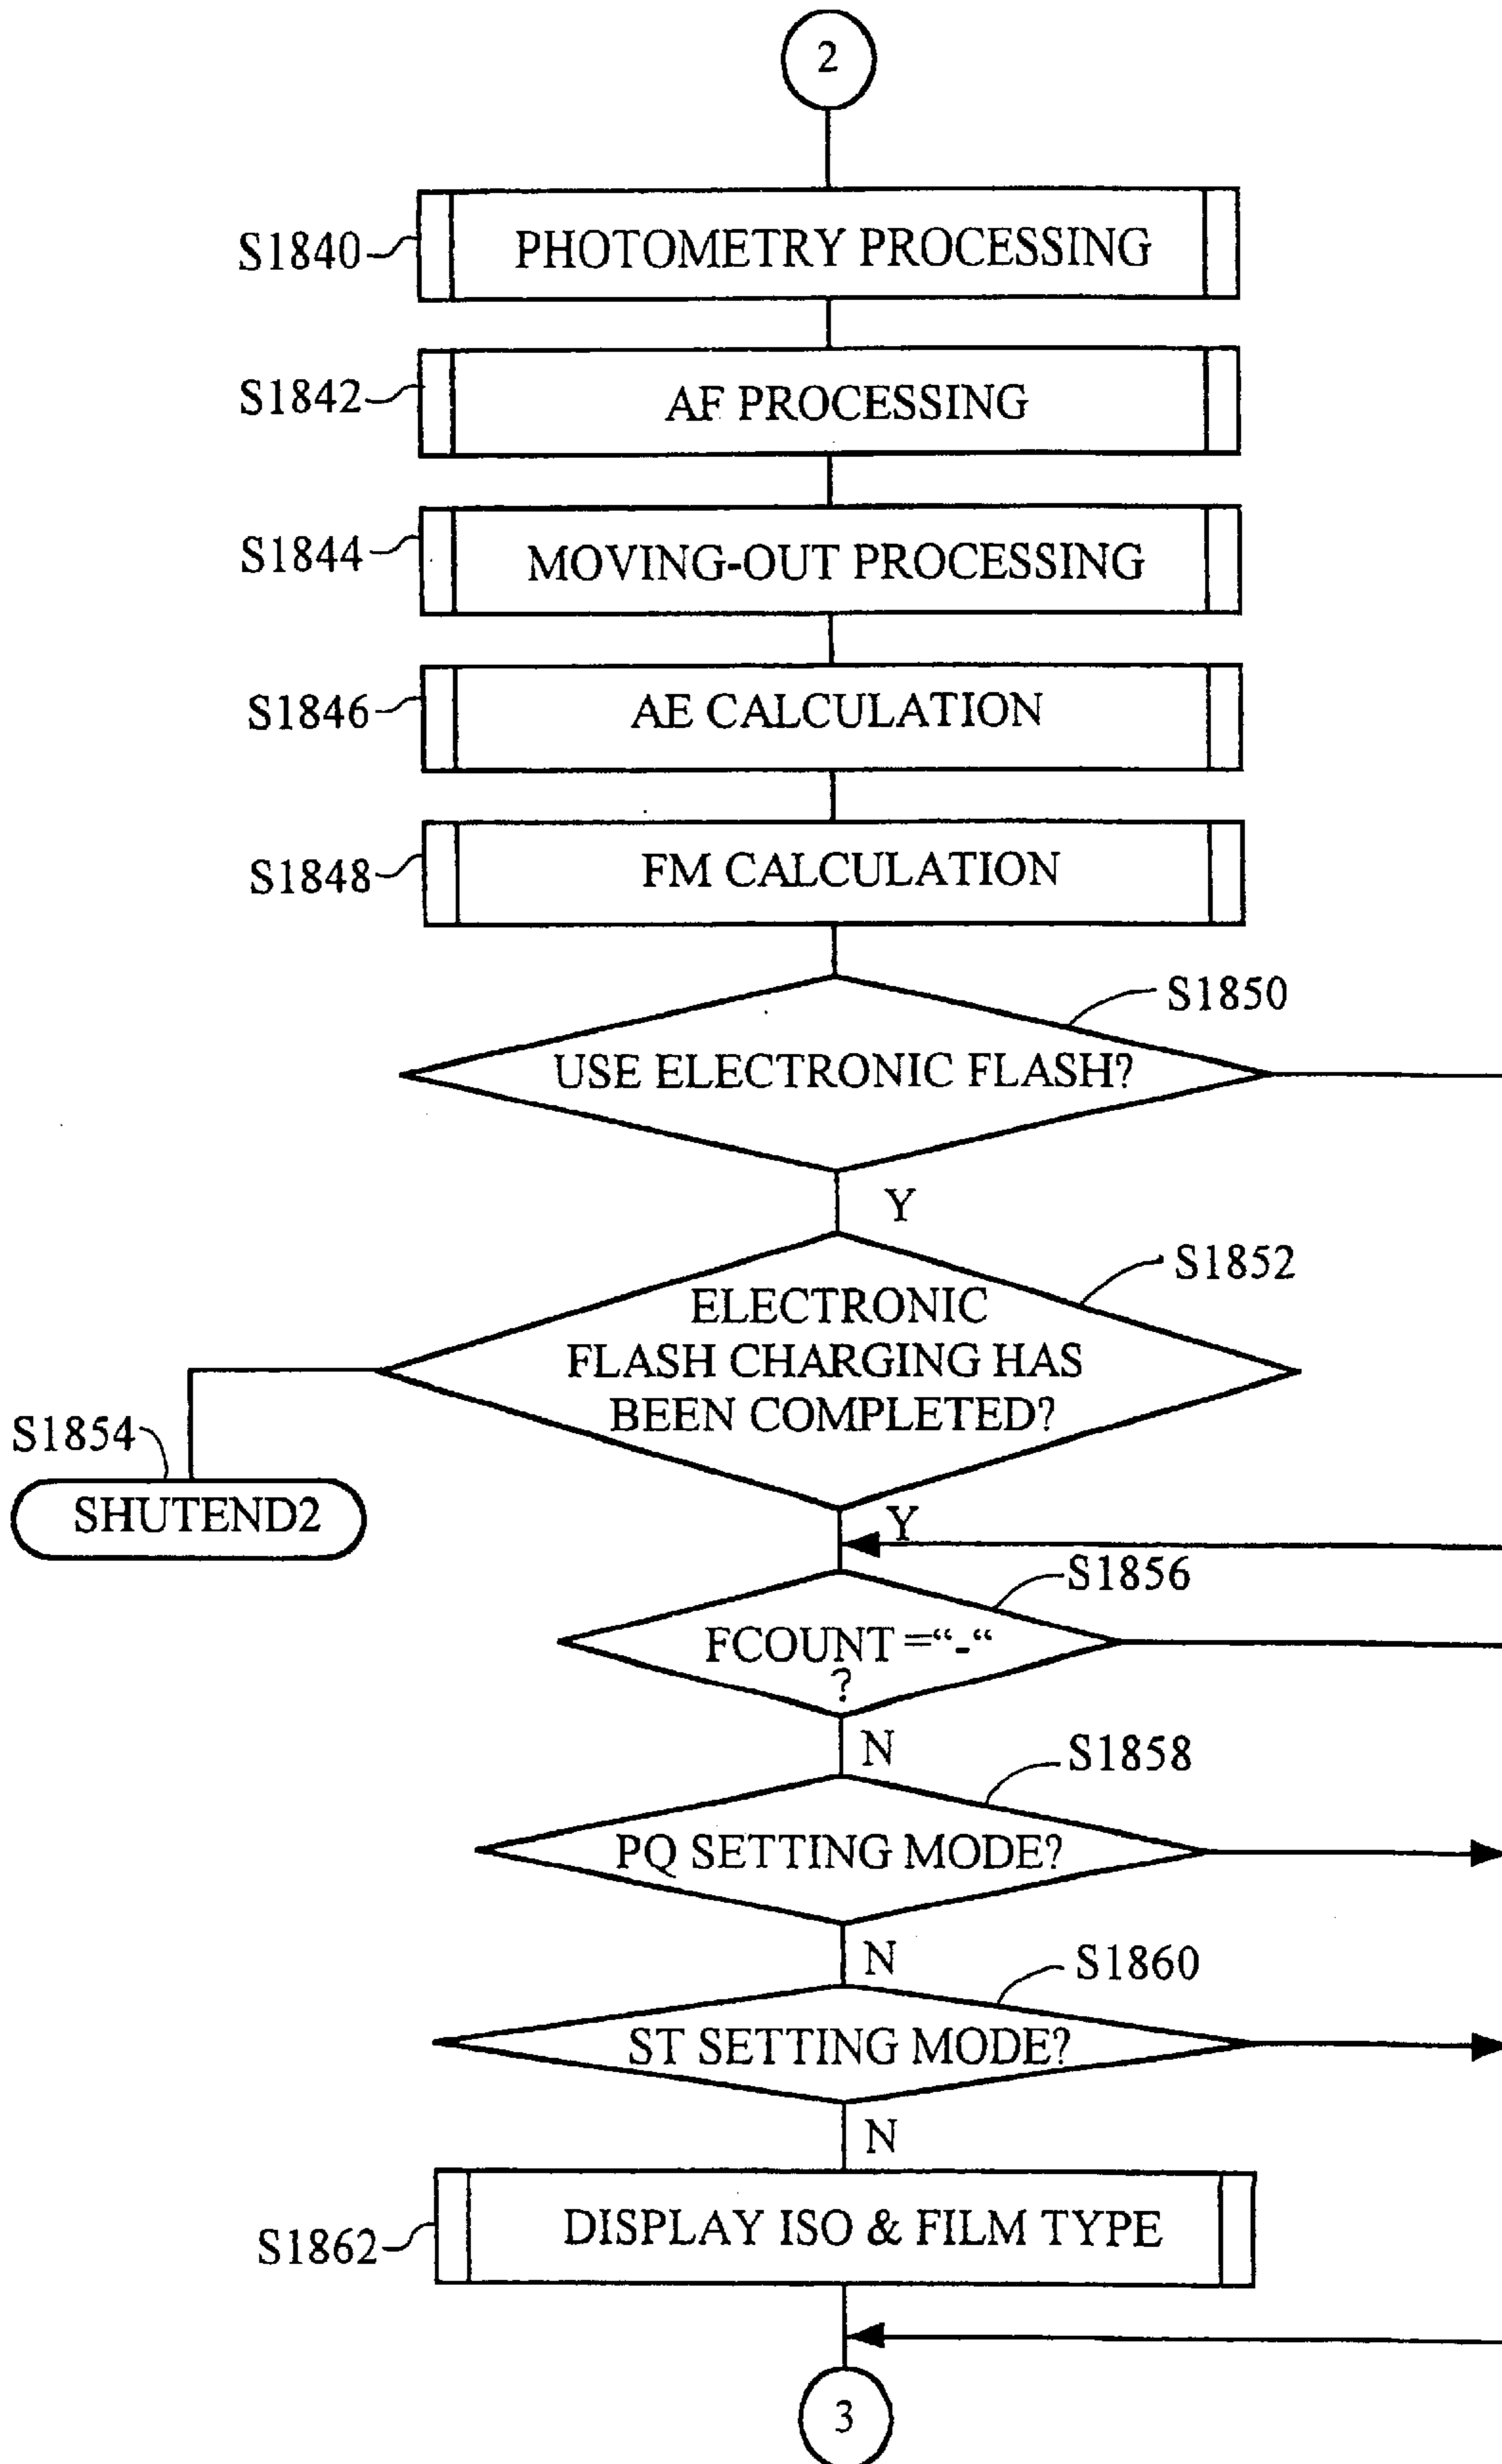 2
S1840
PHOTOMETRY PROCESSING
S1842
AF PROCESSING
S1844
MOVING-OUT PROCESSING
S1846
AE CALCULATION
S1848
FM CALCULATION
S1850
USE ELECTRONIC FLASH?
Y
S1852
ELECTRONIC
FLASH CHARGING HAS
BEEN COMPLETED?
S1854
SHUTEND2
Y
S1856
FCOUNT =“-“
?
N
S1858
PQ SETTING MODE?
N
S1860
ST SETTING MODE?
N
S1862
DISPLAY ISO & FILM TYPE
3